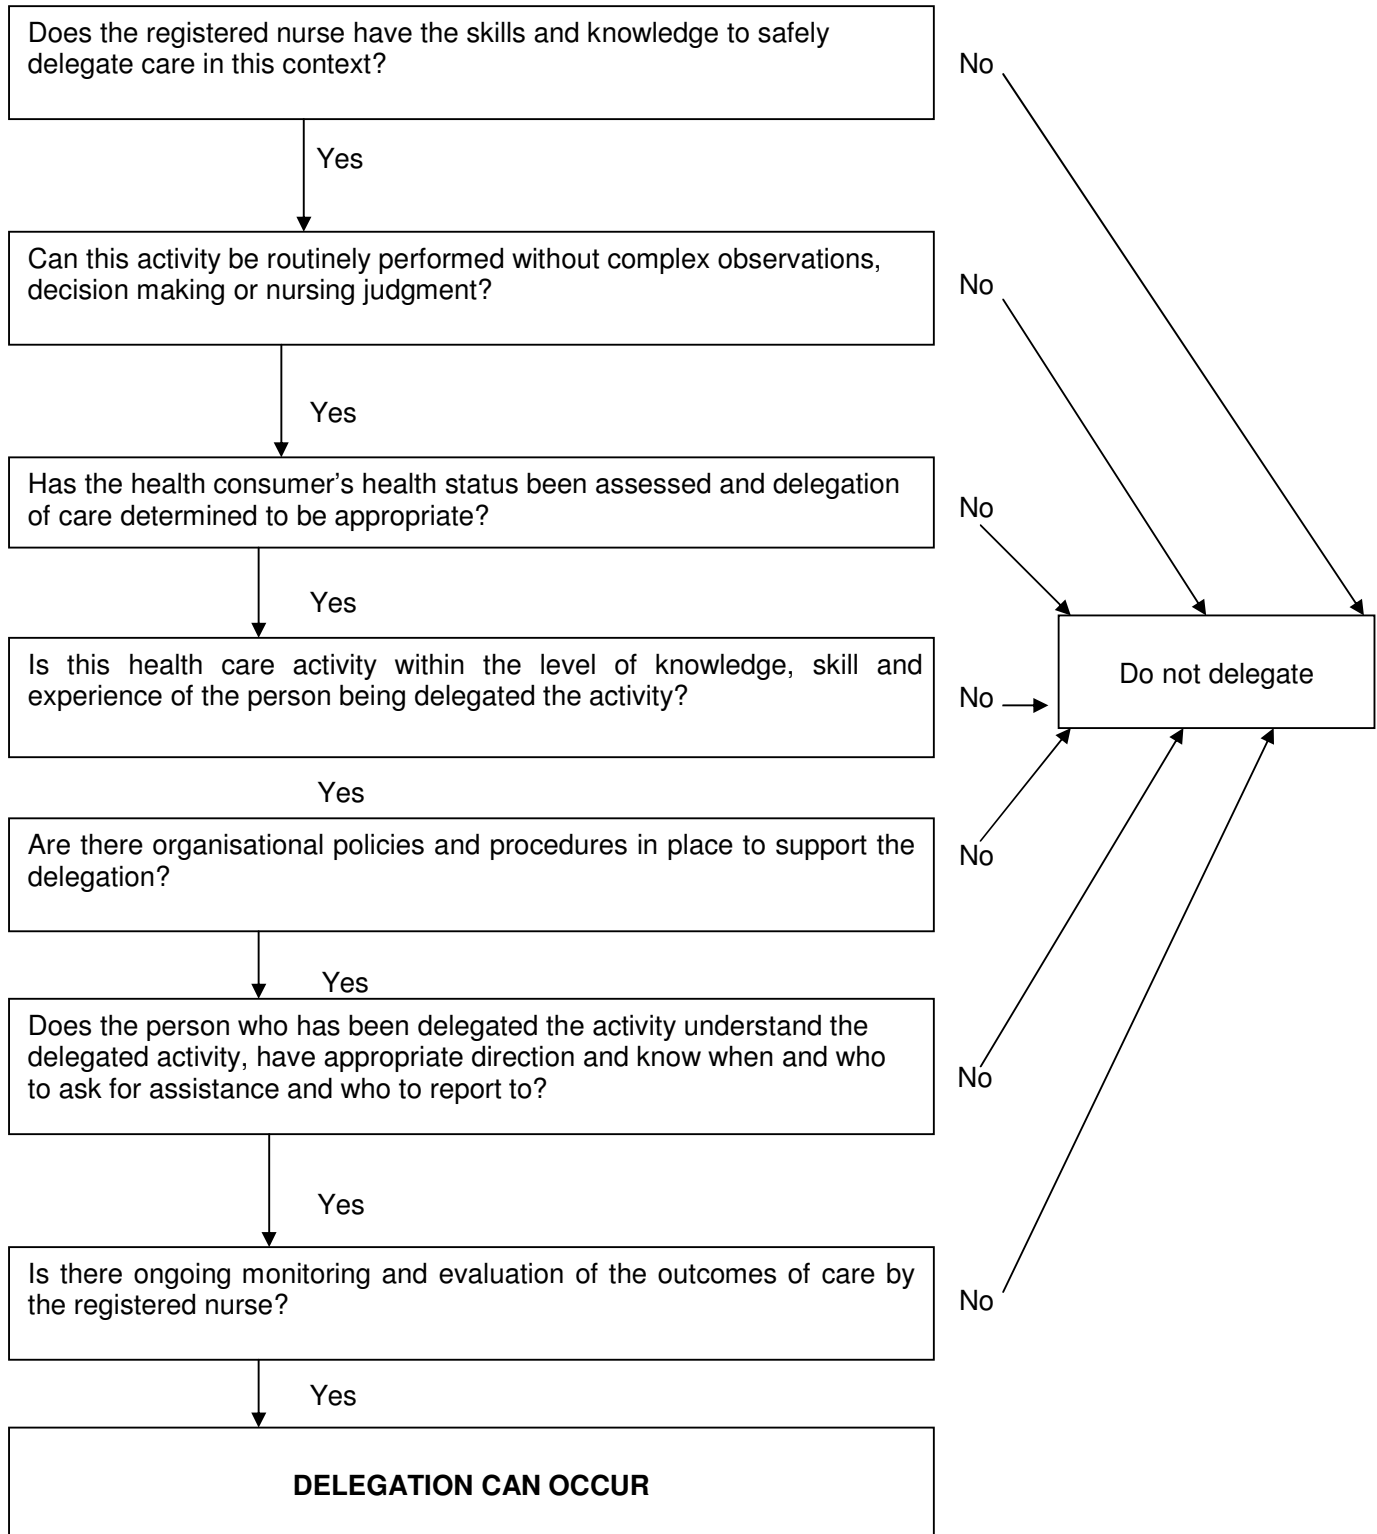 Does the registered nurse have the skills and knowledge to safely
delegate care in this context?
No
Yes
Can this activity be routinely performed without complex observations,
decision making or nursing judgment?
No
Yes
Has the health consumer’s health status been assessed and delegation
of care determined to be appropriate?
No
Yes
Is this health care activity within the level of knowledge, skill and
experience of the person being delegated the activity?
No
Do not delegate
Yes
Are there organisational policies and procedures in place to support the
delegation?
No
Yes
Does the person who has been delegated the activity understand the
delegated activity, have appropriate direction and know when and who
to ask for assistance and who to report to?
No
Yes
Is there ongoing monitoring and evaluation of the outcomes of care by
the registered nurse?
No
Yes
DELEGATION CAN OCCUR